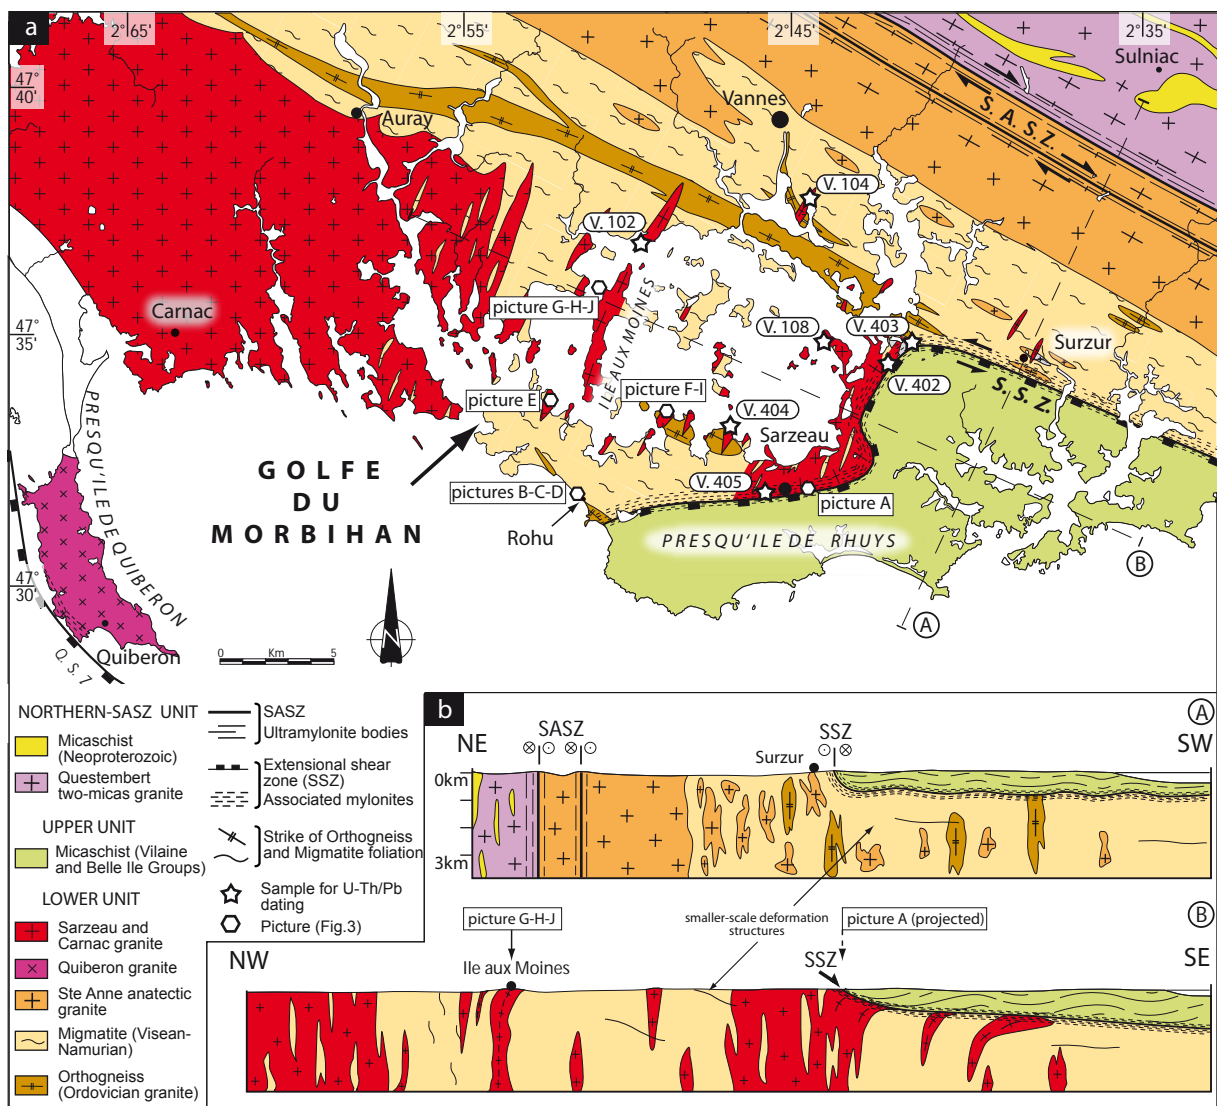 a
2°65'
2°55'
2°45'
2°35'
47°
40'
47°
35'
47°
30'
Sulniac
S. A. S. Z.
Vannes
Auray
V. 104
V. 102
picture G-H-J
ILE AUX MOINES
Carnac
V. 108
V. 403
Surzur
S. S. Z.
V. 402
picture E
picture F-I
V. 404
Sarzeau
GOLFE
DU
MORBIHAN
pictures B-C-D
V. 405
picture A
Rohu
PRESQU'ILE DE RHUYS
PRESQU'ILE DE QUIBERON
Quiberon
Q. S. Z
N
0 Km 5
A
B
NORTHERN-SASZ UNIT
Micaschist
(Neoproterozoic)
Questembert
two-micas granite
UPPER UNIT
Micaschist (Vilaine
and Belle Ile Groups)
LOWER UNIT
Sarzeau and
Carnac granite
Quiberon granite
Ste Anne anatectic
granite
Migmatite (Visean-
Namurian)
Orthogneiss
(Ordovician granite)
SASZ
Ultramylonite bodies
Extensional shear
zone (SSZ)
Associated mylonites
Strike of Orthogneiss
and Migmatite foliation
Sample for U-Th/Pb
dating
Picture (Fig.3)
b
A
NE
SASZ
Surzur
SSZ
SW
0km
3km
picture G-H-J
smaller-scale deformation
structures
picture A (projected)
B
NW
Ile aux Moines
SSZ
SE